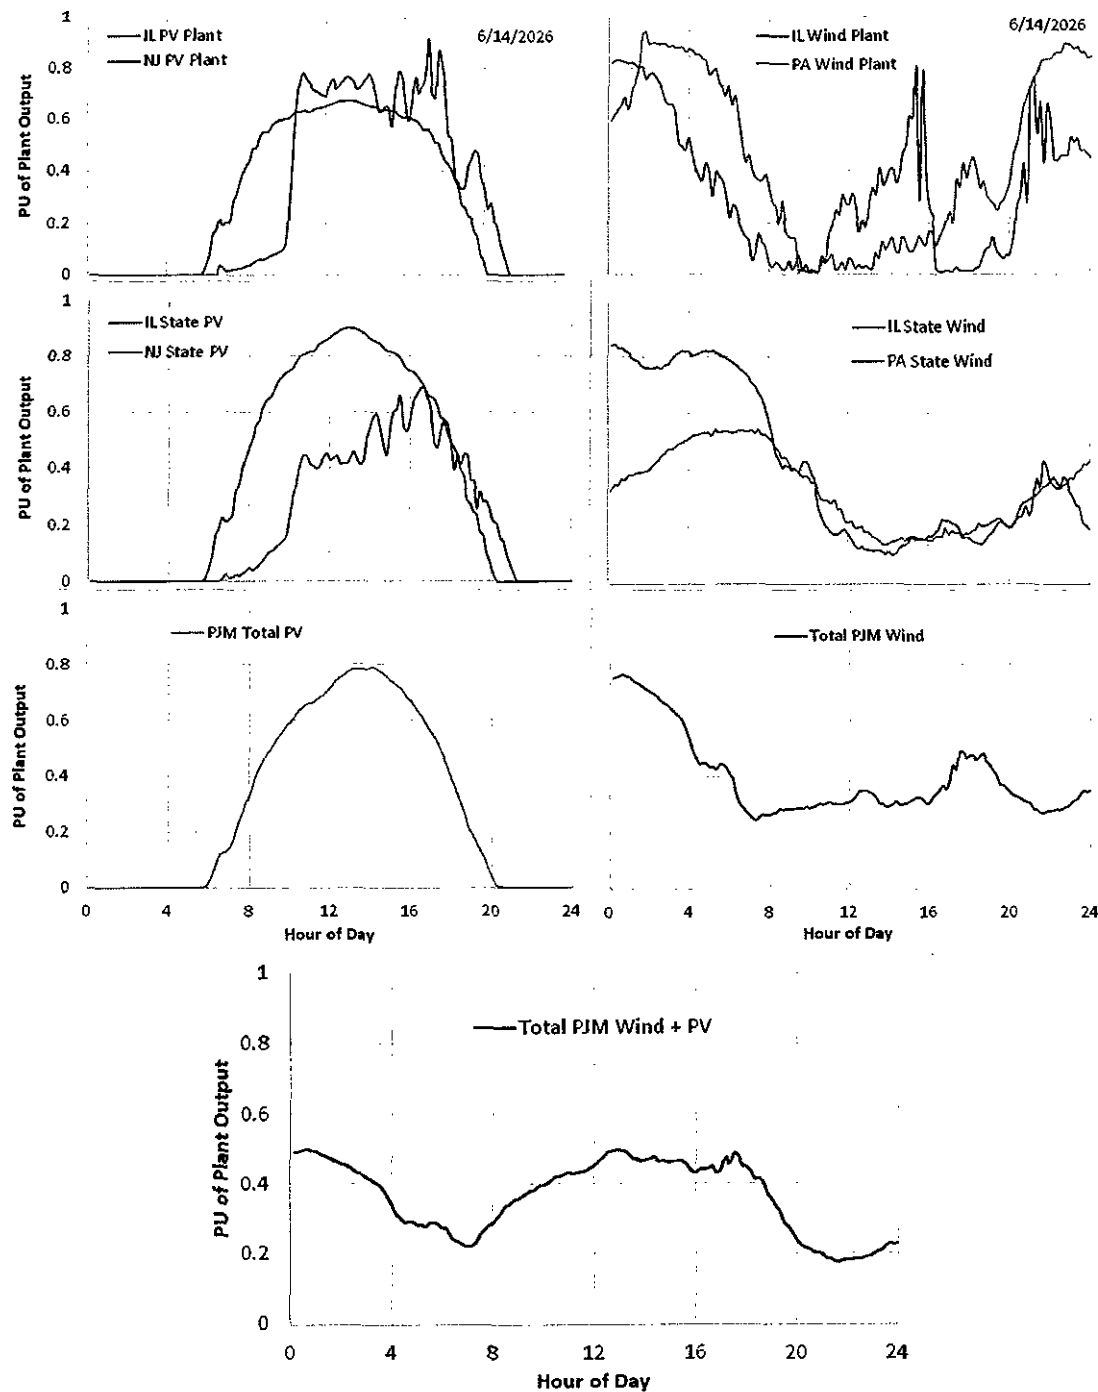 1
0.8
0.6
0.4
0.2
0
PU of Plant Output
IL PV Plant
NJ PV Plant
6/14/2026
IL Wind Plant
PA Wind Plant
6/14/2026
1
0.8
0.6
0.4
0.2
0
PU of Plant Output
IL State PV
NJ State PV
IL State Wind
PA State Wind
1
0.8
0.6
0.4
0.2
0
PU of Plant Output
PJM Total PV
0 4 8 12 16 20 24
Hour of Day
Total PJM Wind
0 4 8 12 16 20 24
Hour of Day
1
0.8
0.6
0.4
0.2
0
PU of Plant Output
Total PJM Wind + PV
0 4 8 12 16 20 24
Hour of Day